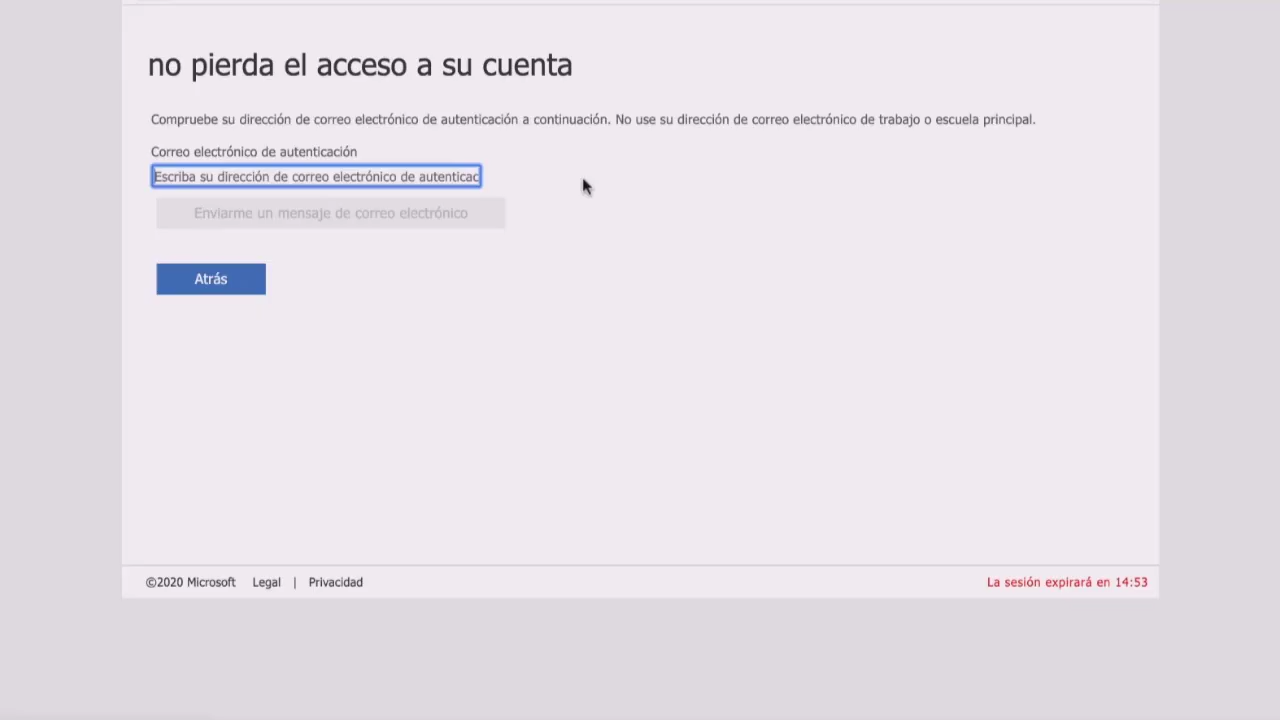 no pierda el acceso a su cuenta
Compruebe su dirección de correo electrónico de autenticación a continuación. No use su dirección de correo electrónico de trabajo o escuela principal.
Correo electrónico de autenticación
Escriba su dirección de correo electrónico de autenticac
Enviarme un mensaje de correo electrónico
Atrás
©2020 Microsoft Legal | Privacidad La sesión expirará en 14:53